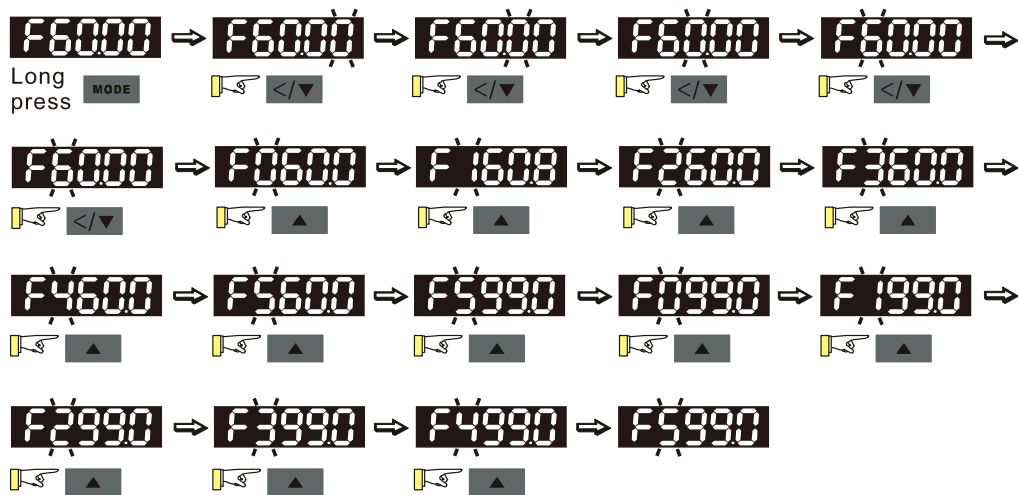 F60.00 F60.00 F60.00 F60.00 F60.00
Long
press MODE </▼ </▼ </▼ </▼
F60.00 F060.0 F160.8 F260.0 F360.0
</▼ ▲ ▲ ▲ ▲
F460.0 F560.0 F599.0 F099.0 F199.0
▲ ▲ ▲ ▲ ▲
F299.0 F399.0 F499.0 F599.0
▲ ▲ ▲